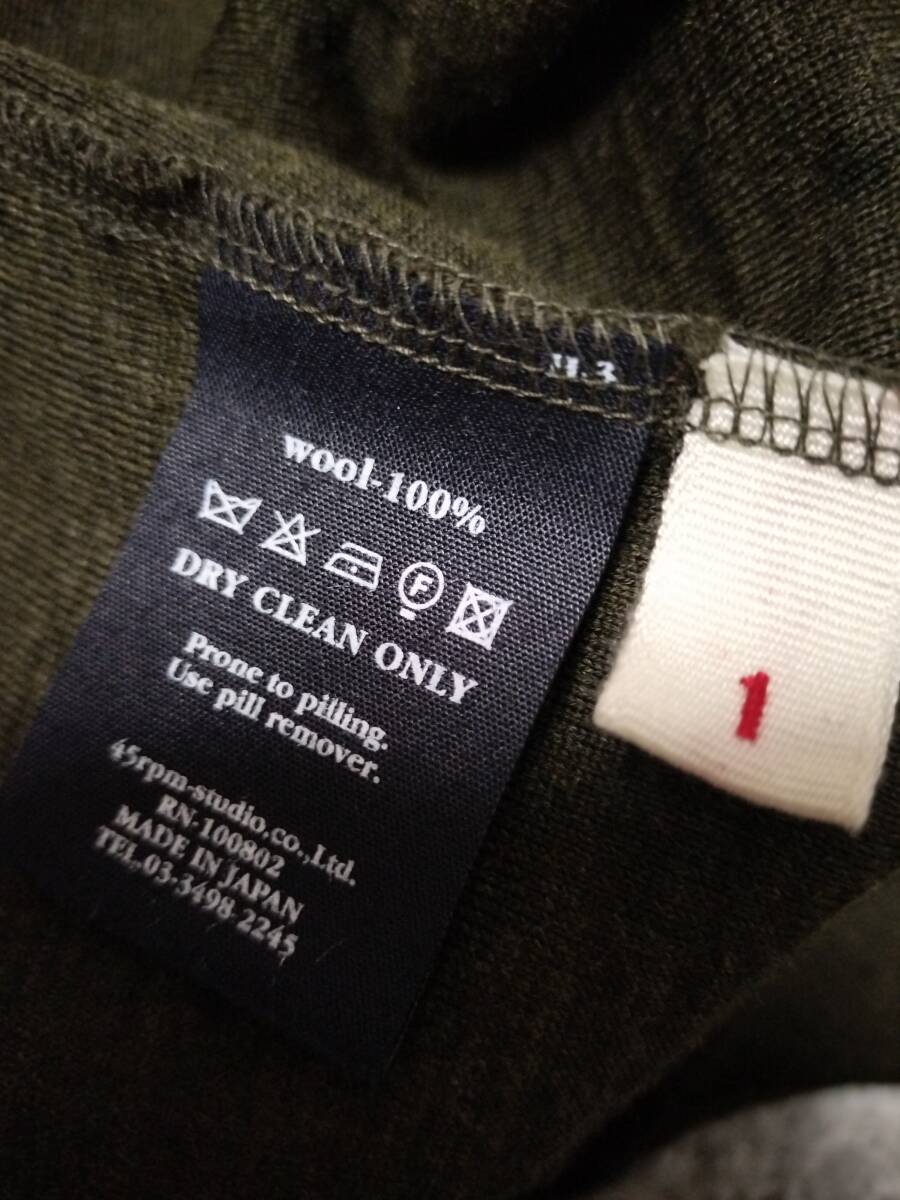 wool-100%
F
DRY CLEAN ONLY
Prone to pilling.
Use pill remover.
45rpm-studio,co.,Ltd.
RN-100802
MADE IN JAPAN
TEL,03-3498-2245
1